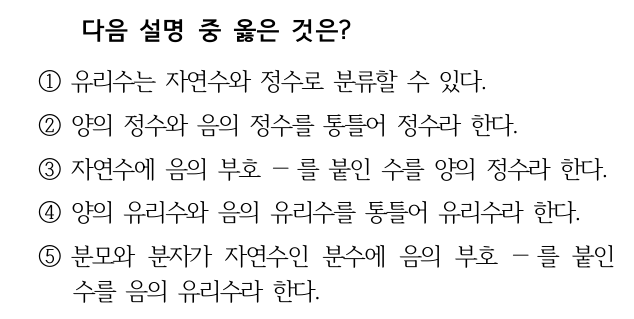 다음 설명 중 옳은 것은?
① 유리수는 자연수와 정수로 분류할 수 있다.
② 양의 정수와 음의 정수를 통틀어 정수라 한다.
③ 자연수에 음의 부호 － 를 붙인 수를 양의 정수라 한다.
④ 양의 유리수와 음의 유리수를 통틀어 유리수라 한다.
⑤ 분모와 분자가 자연수인 분수에 음의 부호 － 를 붙인
수를 음의 유리수라 한다.